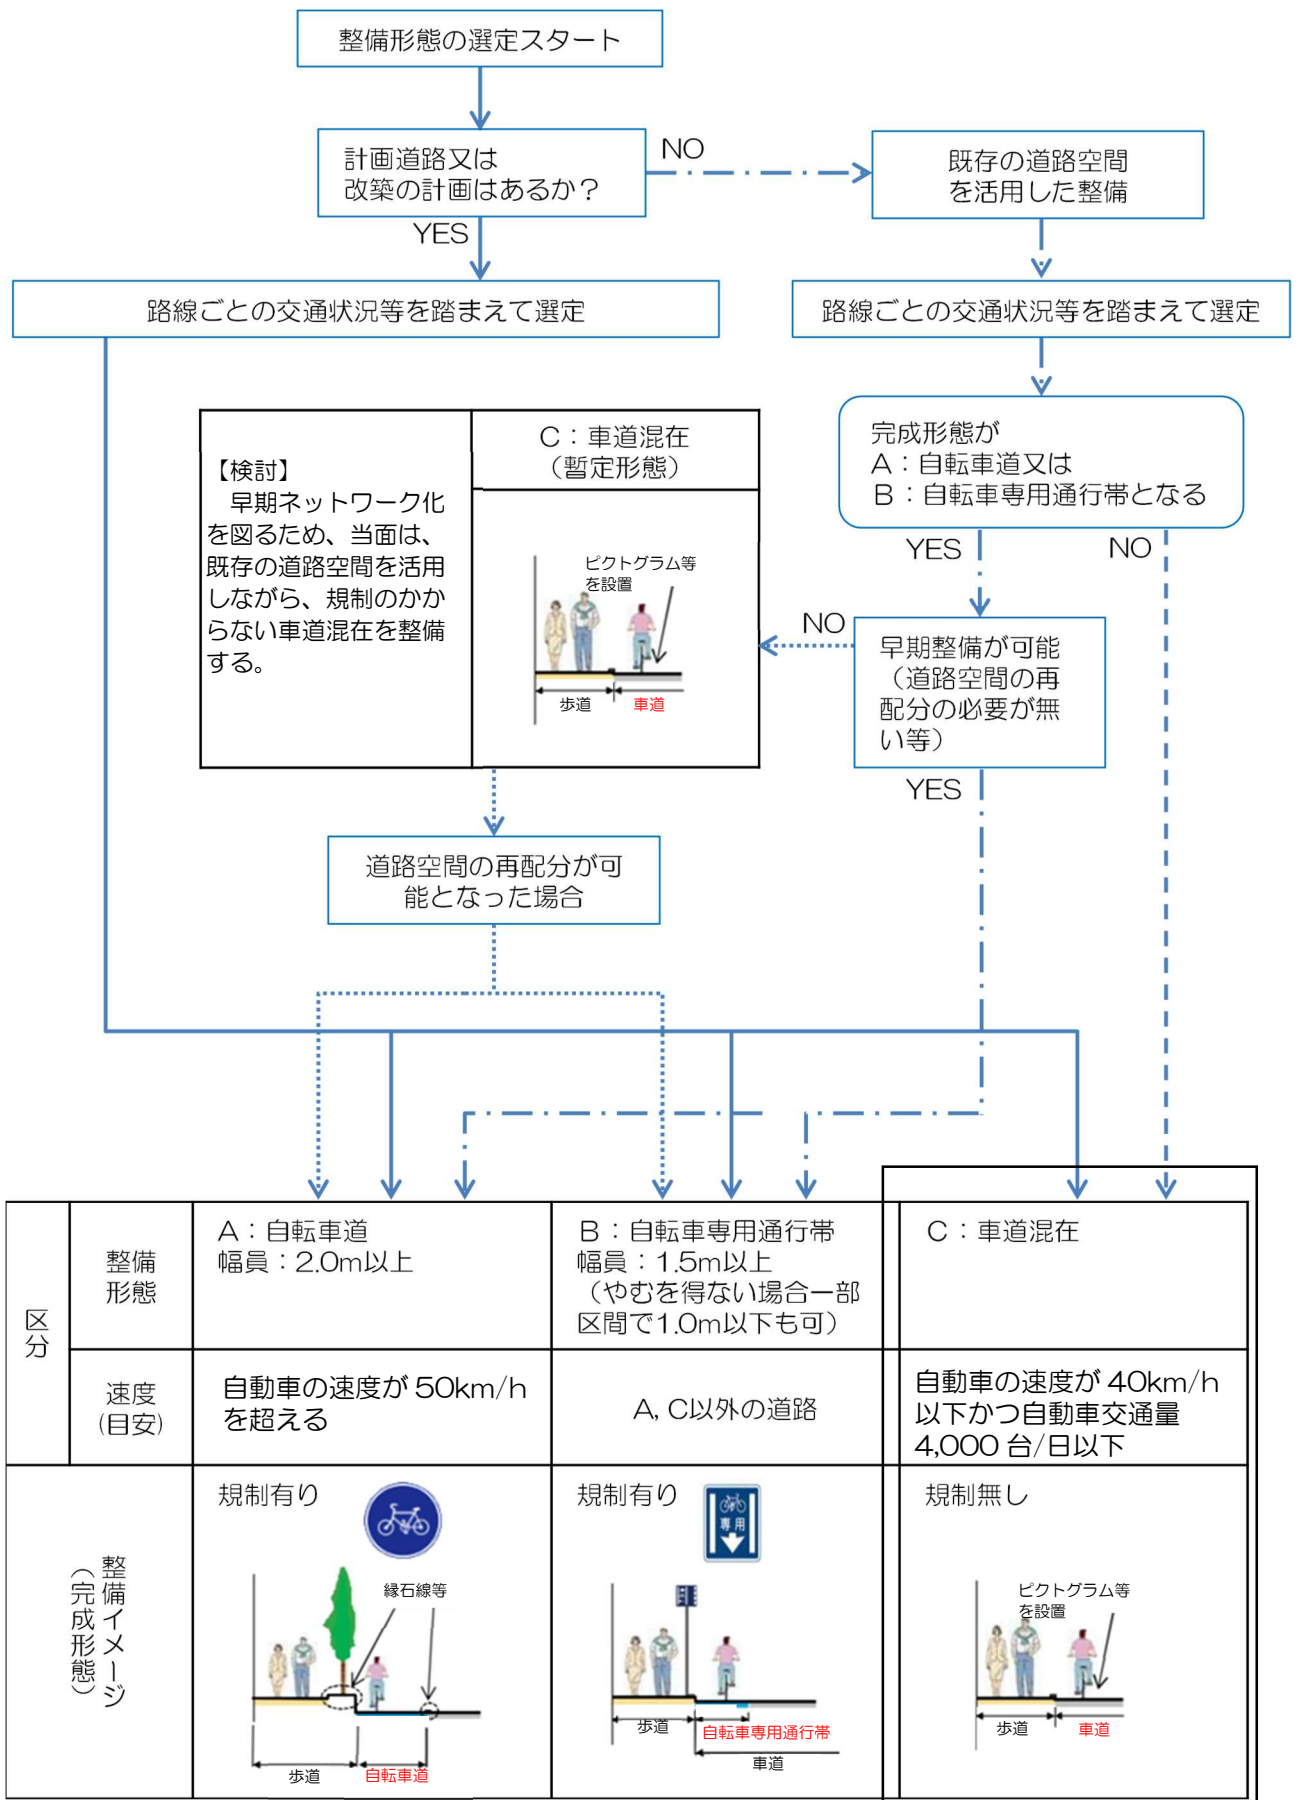 整備形態の選定スタート
計画道路又は
改築の計画はあるか？
NO
既存の道路空間
を活用した整備
YES
路線ごとの交通状況等を踏まえて選定
路線ごとの交通状況等を踏まえて選定
完成形態が
A：自転車道又は
B：自転車専用通行帯となる
YES
NO
【検討】
早期ネットワーク化
を図るため、当面は、
既存の道路空間を活用
しながら、規制のかか
らない車道混在を整備
する。
C：車道混在
（暫定形態）
ピクトグラム等
を設置
歩道
車道
NO
早期整備が可能
（道路空間の再
配分の必要が無
い等）
YES
道路空間の再配分が可
能となった場合
区分
整備
形態
A：自転車道
幅員：2.0m以上
B：自転車専用通行帯
幅員：1.5m以上
（やむを得ない場合一部
区間で1.0m以下も可）
C：車道混在
速度
(目安)
自動車の速度が 50km/h
を超える
A, C以外の道路
自動車の速度が 40km/h
以下かつ自動車交通量
4,000 台/日以下
整備イメージ
（完成形態）
規制有り
縁石線等
歩道
自転車道
規制有り
専用
歩道
自転車専用通行帯
車道
規制無し
ピクトグラム等
を設置
歩道
車道